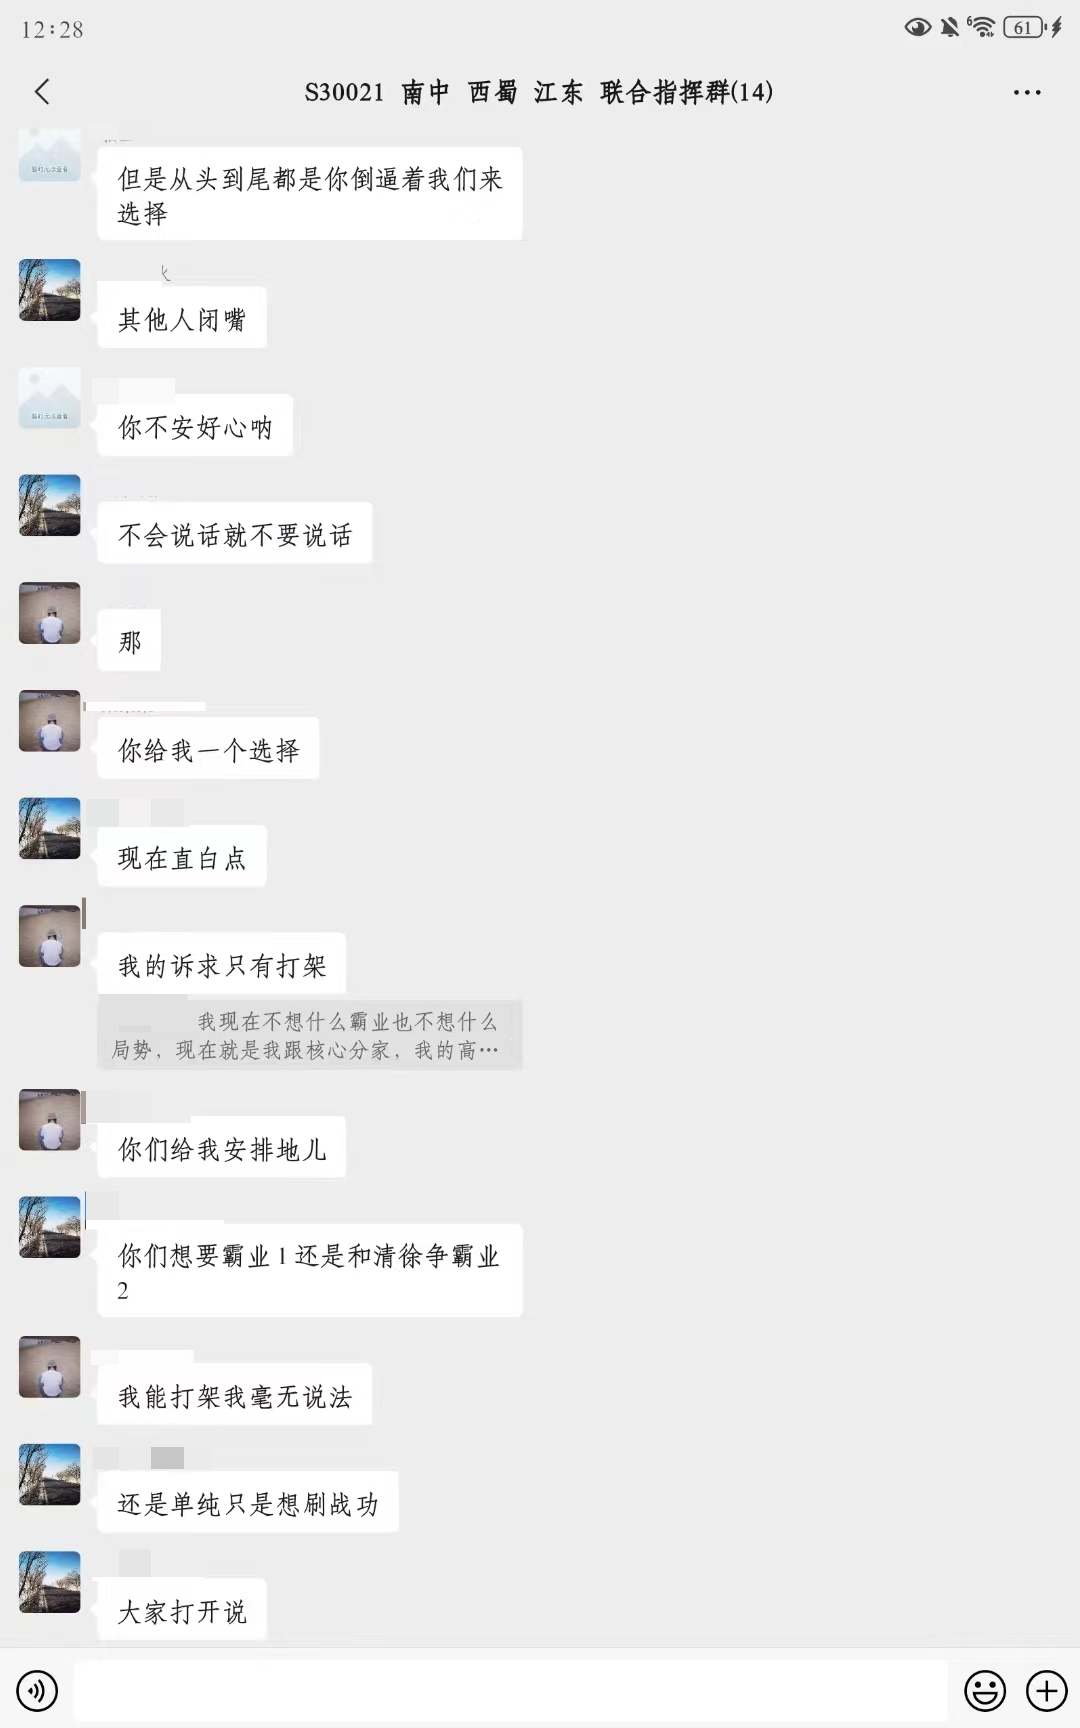 12:28
6
61
S30021 南中 西蜀 江东 联合指挥群(14)
但是从头到尾都是你倒逼着我们来
选择
其他人闭嘴
你不安好心呐
不会说话就不要说话
那
你给我一个选择
现在直白点
我的诉求只有打架
我现在不想什么霸业也不想什么
局势，现在就是我跟核心分家，我的高…
你们给我安排地儿
你们想要霸业1还是和清徐争霸业
2
我能打架我毫无说法
还是单纯只是想刷战功
大家打开说